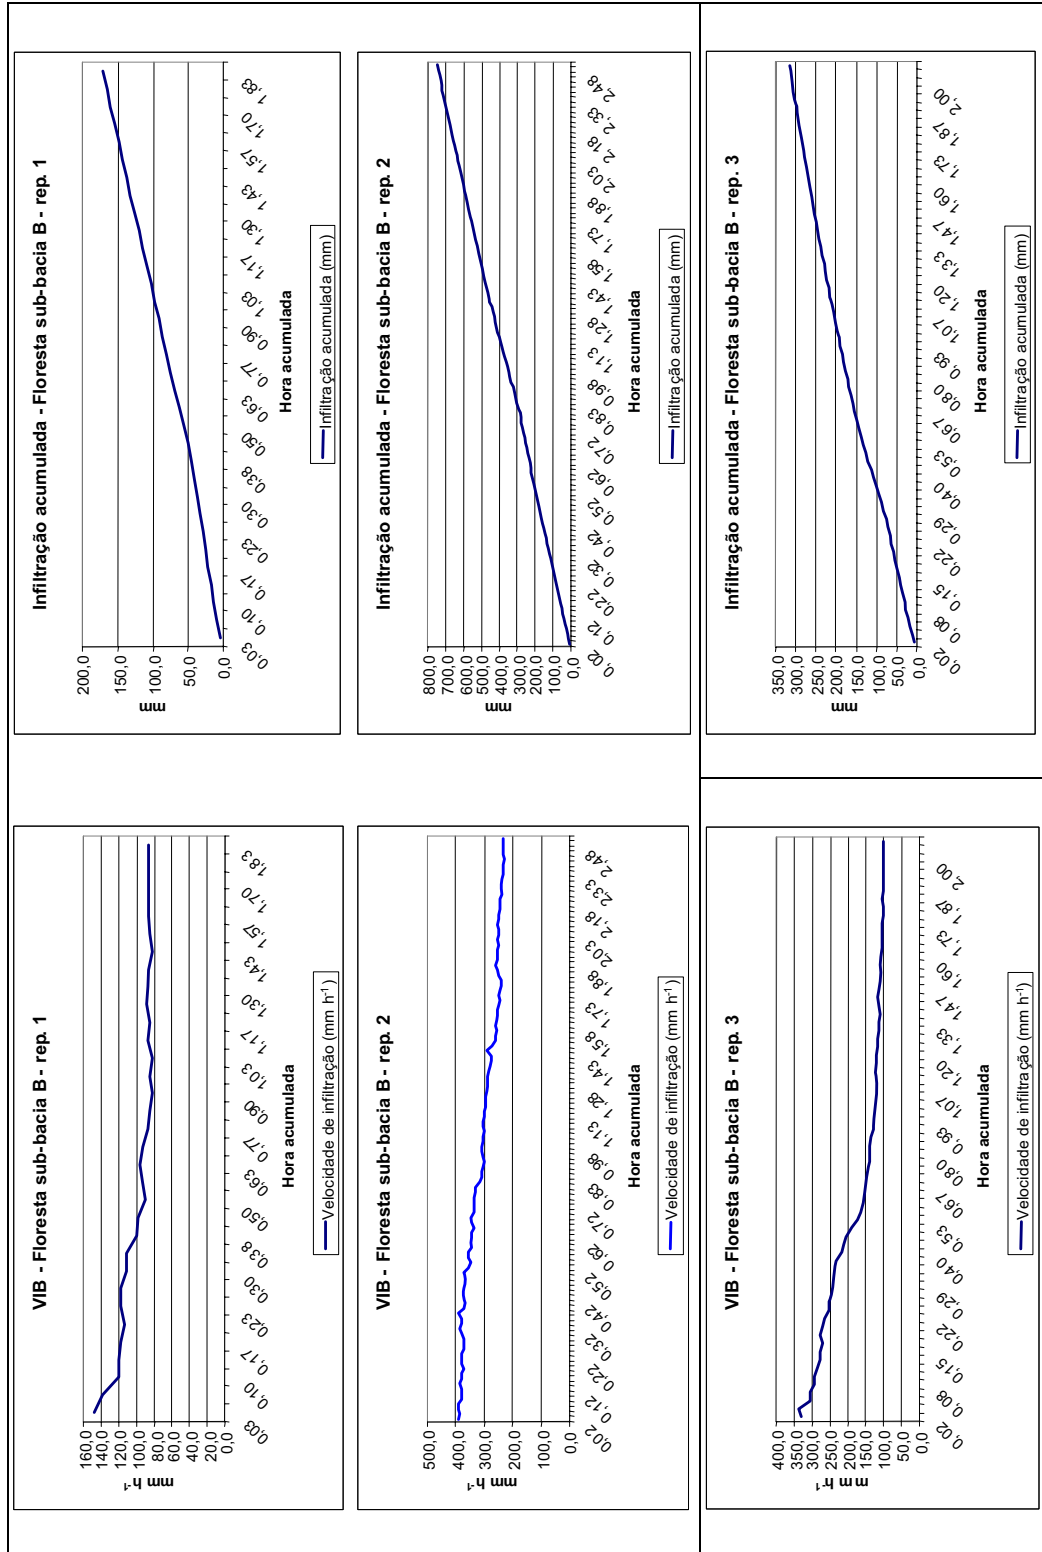 VIB - Floresta sub-bacia B - rep. 1
160,0
140,0
120,0
100,0
80,0
60,0
40,0
20,0
0,0
mm h⁻¹
0,03 0,10 0,17 0,23 0,30 0,38 0,50 0,63 0,77 0,90 1,03 1,17 1,30 1,43 1,57 1,70 1,83
Hora acumulada
Velocidade de infiltração (mm h⁻¹)
Infiltração acumulada - Floresta sub-bacia B - rep. 1
200,0
150,0
100,0
50,0
0,0
mm
0,03 0,10 0,17 0,23 0,30 0,38 0,50 0,63 0,77 0,90 1,03 1,17 1,30 1,43 1,57 1,70 1,83
Hora acumulada
Infiltração acumulada (mm)
VIB - Floresta sub-bacia B - rep. 2
500,0
400,0
300,0
200,0
100,0
0,0
mm h⁻¹
0,02 0,12 0,22 0,32 0,42 0,52 0,62 0,72 0,83 0,98 1,13 1,28 1,43 1,58 1,73 1,88 2,03 2,18 2,33 2,48
Hora acumulada
Velocidade de infiltração (mm h⁻¹)
Infiltração acumulada - Floresta sub-bacia B - rep. 2
800,0
700,0
600,0
500,0
400,0
300,0
200,0
100,0
0,0
mm
0,02 0,12 0,22 0,32 0,42 0,52 0,62 0,72 0,83 0,98 1,13 1,28 1,43 1,58 1,73 1,88 2,03 2,18 2,33 2,48
Hora acumulada
Infiltração acumulada (mm)
VIB - Floresta sub-bacia B - rep. 3
400,0
350,0
300,0
250,0
200,0
150,0
100,0
50,0
0,0
mm h⁻¹
0,02 0,08 0,15 0,22 0,29 0,40 0,53 0,67 0,80 0,93 1,07 1,20 1,33 1,47 1,60 1,73 1,87 2,00
Hora acumulada
Velocidade de infiltração (mm h⁻¹)
Infiltração acumulada - Floresta sub-bacia B - rep. 3
350,0
300,0
250,0
200,0
150,0
100,0
50,0
0,0
mm
0,02 0,08 0,15 0,22 0,29 0,40 0,53 0,67 0,80 0,93 1,07 1,20 1,33 1,47 1,60 1,73 1,87 2,00
Hora acumulada
Infiltração acumulada (mm)